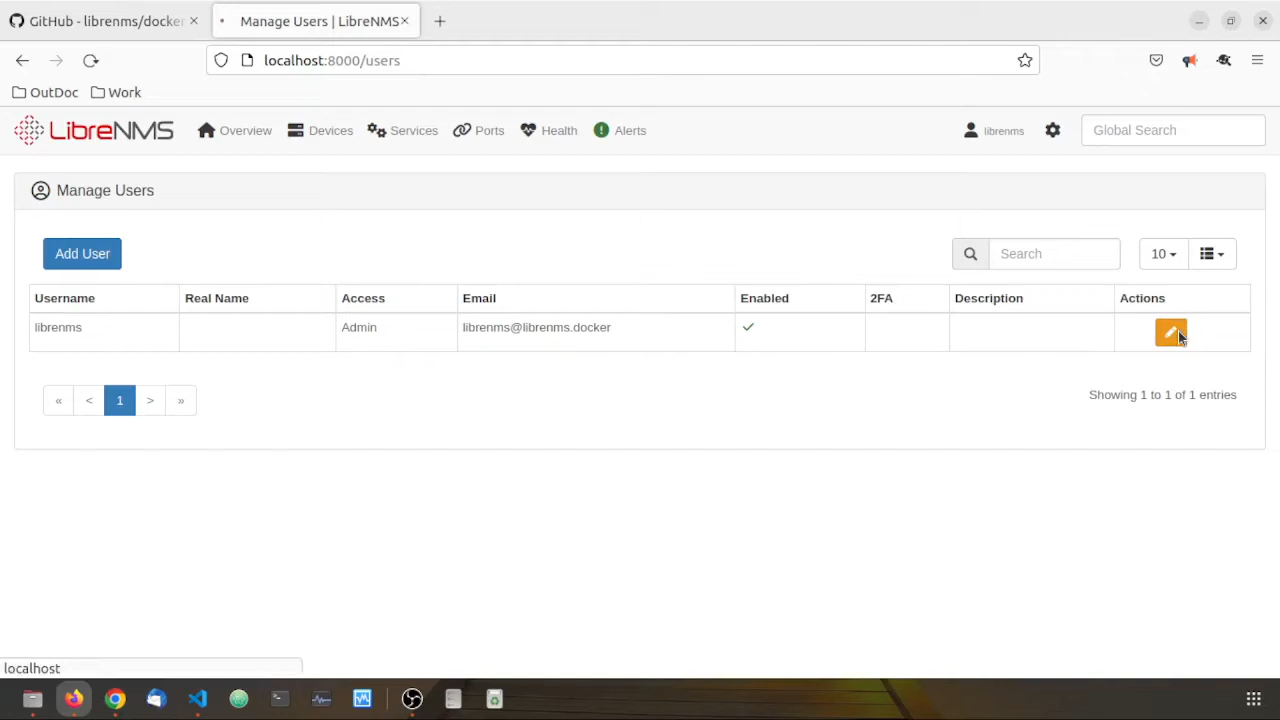 GitHub - librenms/docker
Manage Users | LibreNMS
localhost:8000/users
OutDoc
Work
LibreNMS
Overview
Devices
Services
Ports
Health
Alerts
librenms
Global Search
Manage Users
Add User
Search
10
Username Real Name Access Email Enabled 2FA Description Actions
librenms Admin librenms@librenms.docker
« < 1 > »
Showing 1 to 1 of 1 entries
localhost